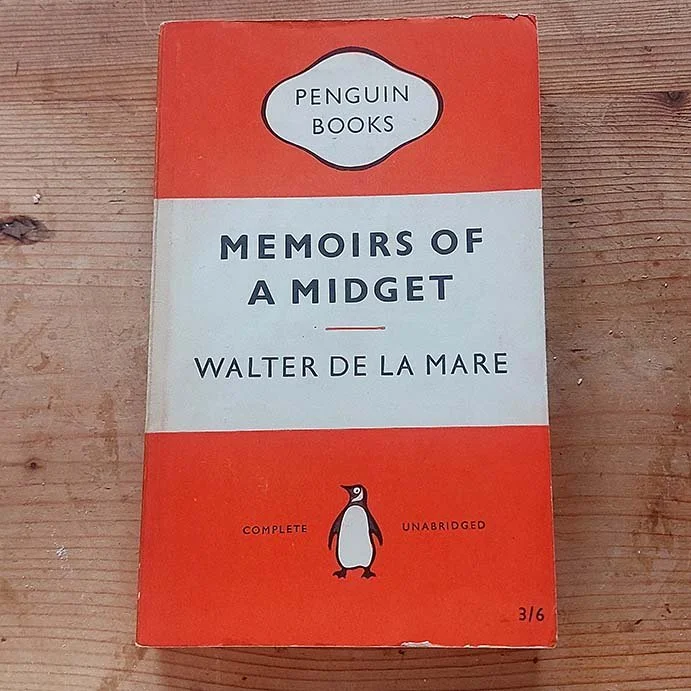 PENGUIN
BOOKS
MEMOIRS OF
A MIDGET
WALTER DE LA MARE
COMPLETE UNABRIDGED
3/6